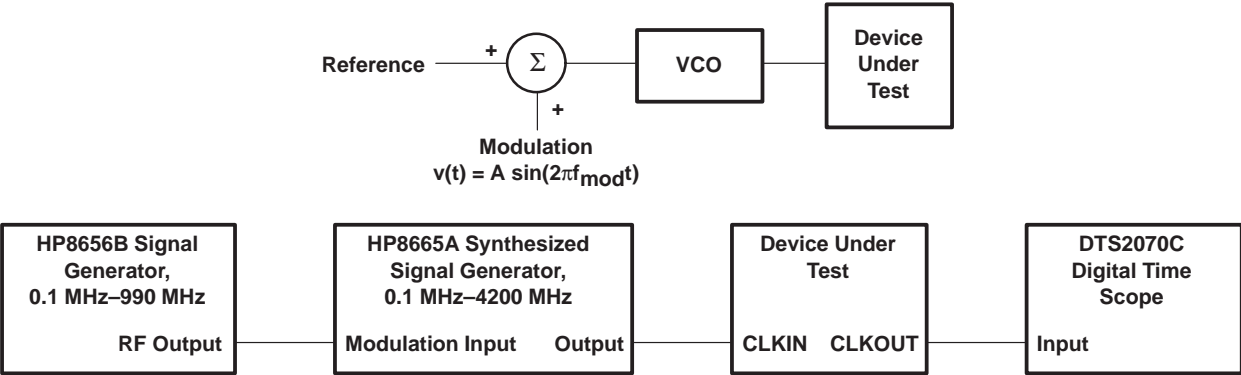 Reference
+
Σ
+
VCO
Device
Under
Test
Modulation
v(t) = A sin(2πfmodt)
HP8656B Signal
Generator,
0.1 MHz–990 MHz
RF Output
HP8665A Synthesized
Signal Generator,
0.1 MHz–4200 MHz
Modulation Input Output
Device Under
Test
CLKIN CLKOUT
DTS2070C
Digital Time
Scope
Input